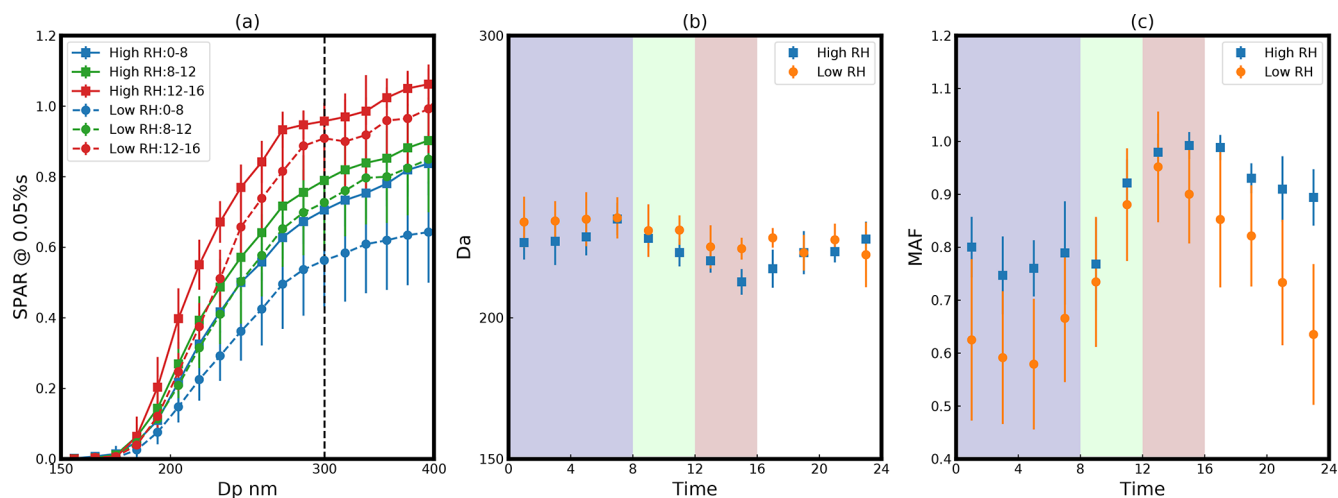 (a)
SPAR @ 0.05%s
1.2
1.0
0.8
0.6
0.4
0.2
0.0
150
200
300
400
Dp nm
High RH:0-8
High RH:8-12
High RH:12-16
Low RH:0-8
Low RH:8-12
Low RH:12-16
(b)
Da
300
200
150
0
4
8
12
16
20
24
Time
High RH
Low RH
(c)
MAF
1.2
1.1
1.0
0.9
0.8
0.7
0.6
0.5
0.4
0
4
8
12
16
20
24
Time
High RH
Low RH